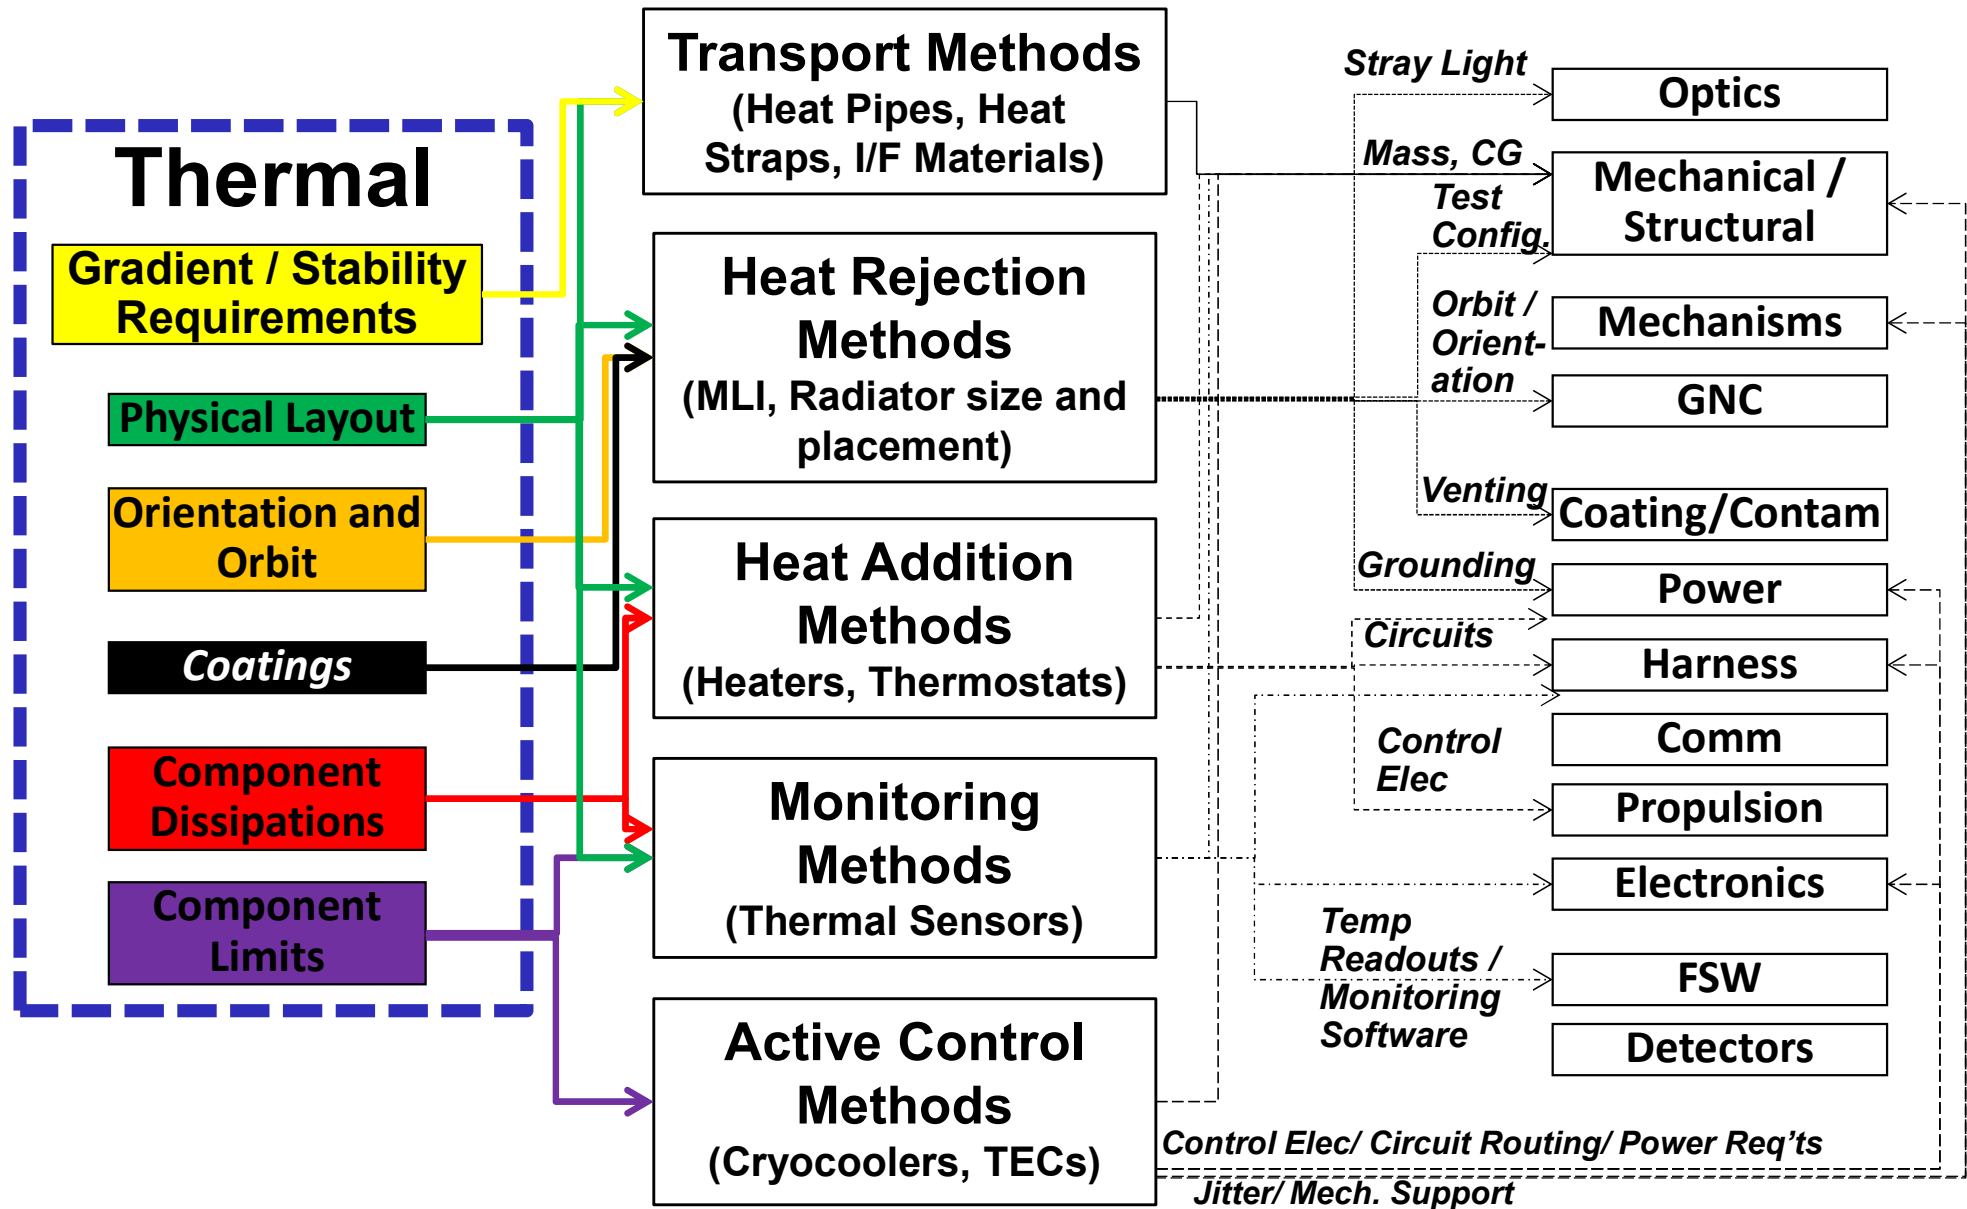 Thermal
Gradient / Stability
Requirements
Physical Layout
Orientation and
Orbit
Coatings
Component
Dissipations
Component
Limits
Transport Methods
(Heat Pipes, Heat
Straps, I/F Materials)
Heat Rejection
Methods
(MLI, Radiator size and
placement)
Heat Addition
Methods
(Heaters, Thermostats)
Monitoring
Methods
(Thermal Sensors)
Active Control
Methods
(Cryocoolers, TECs)
Stray Light
Mass, CG
Test
Config.
Orbit /
Orient-
ation
Venting
Grounding
Circuits
Control
Elec
Temp
Readouts /
Monitoring
Software
Control Elec/ Circuit Routing/ Power Req'ts
Jitter/ Mech. Support
Optics
Mechanical /
Structural
Mechanisms
GNC
Coating/Contam
Power
Harness
Comm
Propulsion
Electronics
FSW
Detectors